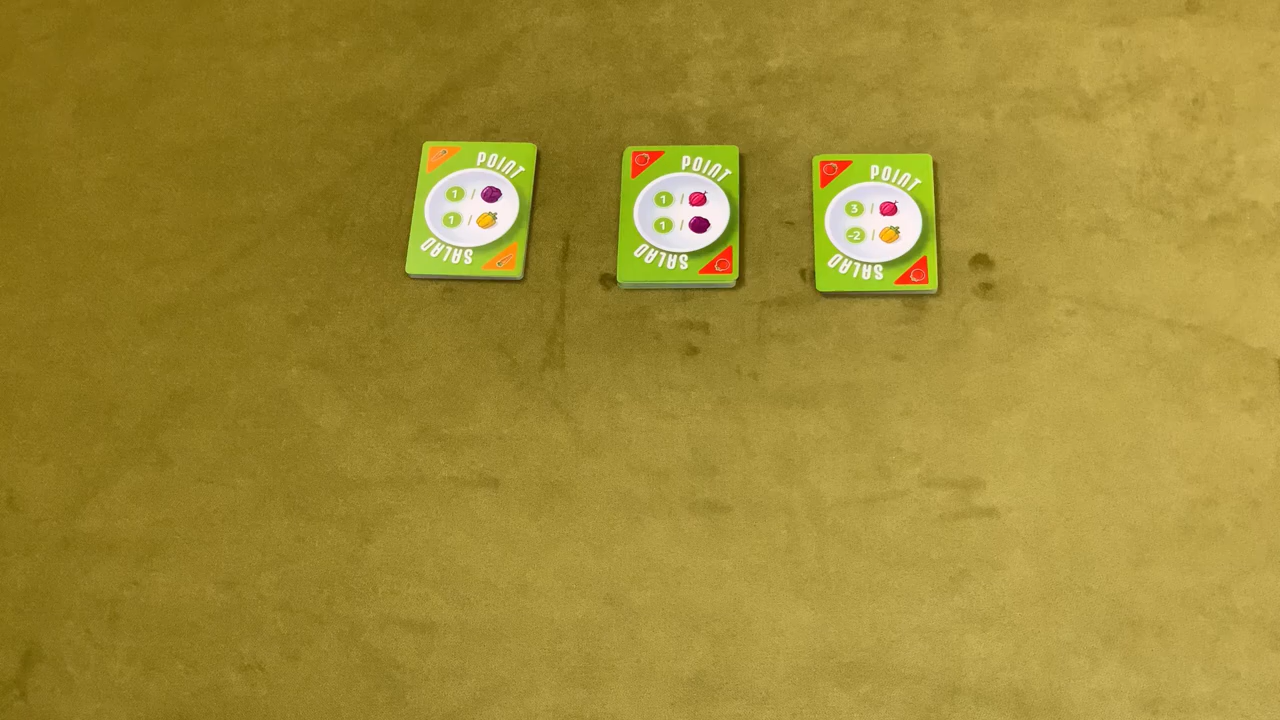 POINT
1 /
1 /
SALAD
POINT
1 /
1 /
SALAD
POINT
3 /
-2 /
SALAD